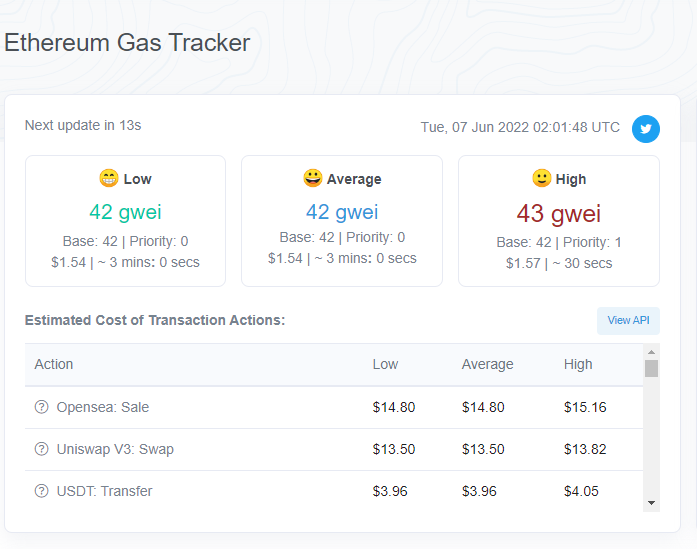 Ethereum Gas Tracker
Next update in 13s
Tue, 07 Jun 2022 02:01:48 UTC
Low
42 gwei
Base: 42 | Priority: 0
$1.54 | ~ 3 mins: 0 secs
Average
42 gwei
Base: 42 | Priority: 0
$1.54 | ~ 3 mins: 0 secs
High
43 gwei
Base: 42 | Priority: 1
$1.57 | ~ 30 secs
Estimated Cost of Transaction Actions:
View API
Action Low Average High
Opensea: Sale $14.80 $14.80 $15.16
Uniswap V3: Swap $13.50 $13.50 $13.82
USDT: Transfer $3.96 $3.96 $4.05